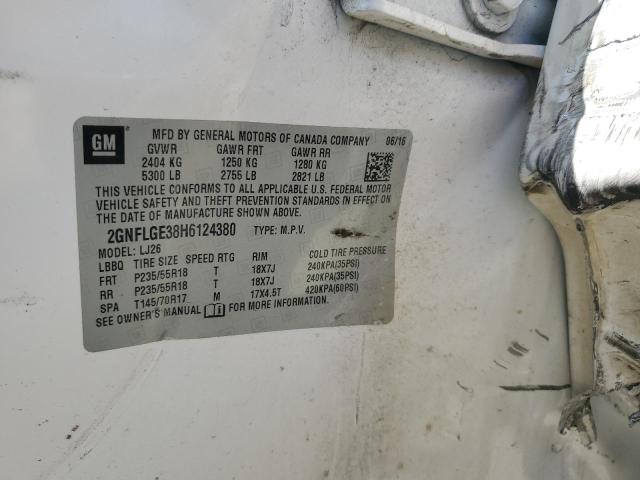 GM
MFD BY GENERAL MOTORS OF CANADA COMPANY 06/16
GVWR GAWR FRT GAWR RR
2404 KG 1250 KG 1280 KG
5300 LB 2755 LB 2821 LB
THIS VEHICLE CONFORMS TO ALL APPLICABLE U.S. FEDERAL MOTOR
VEHICLE SAFETY AND THEFT PREVENTION STANDARDS IN EFFECT ON
THE DATE OF MANUFACTURE SHOWN ABOVE.
2GNFLGE38H6124380 TYPE: M.P.V.
MODEL: LJ26
LBBQ TIRE SIZE SPEED RTG RIM COLD TIRE PRESSURE
FRT P235/55R18 T 18X7J 240KPA(35PSI)
RR P235/55R18 T 18X7J 240KPA(35PSI)
SPA T145/70R17 M 17X4.5T 420KPA(60PSI)
SEE OWNER'S MANUAL FOR MORE INFORMATION.